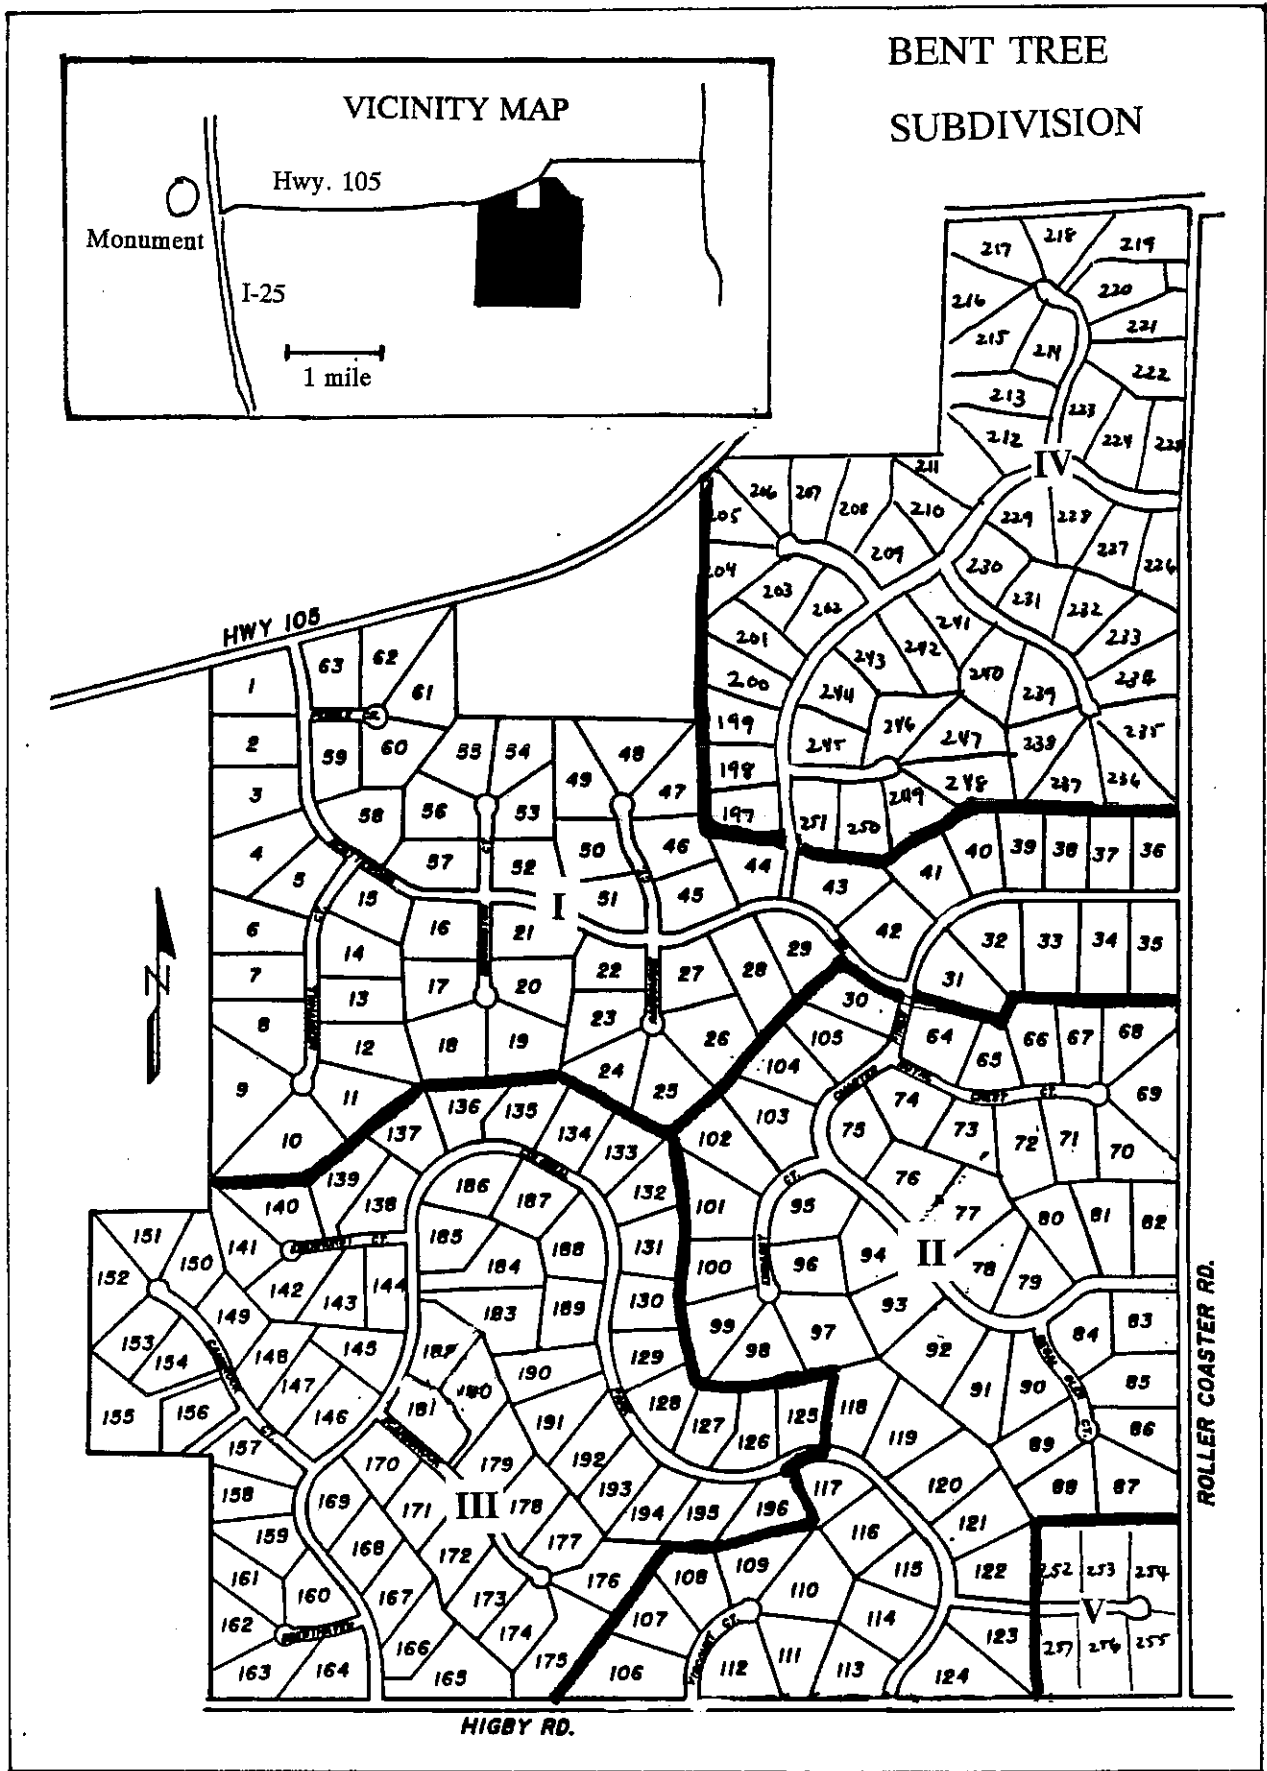 BENT TREE
SUBDIVISION
VICINITY MAP
Hwy. 105
Monument
I-25
1 mile
217 218 219
216 220
215 214 221
222
213 223
212 224 225
IV
211
206 207
205 208 210 229 228
209 227
204 230 226
203 202 231 232
241 233
201 242
243 240 234
200 244 239
199 246 235
245 247 238
198 248 237 236
249
197 251 250
HWY 105
63 62
1 61
2 59 60 55 54 48
3 49 47
58 56 53
4 57 50 46 44 40 39 38 37 36
5 52 43 41
15 I 51 45
6 16 21 42
14 29 32 33 34 35
7 17 20 22 27 28
13 31
8 23 30
12 18 19 26 105 64 66 67 68
9 24 104 65
11 25 69
136 135 103 74
10 137 134 102 75 73 72 71 70
133
CREST CT.
139 186 187 132 101 95 76
140 138 77 80 81 82
151 141 185 188 131 94 II
150 184 100 96 78 79
152 142 143 144
149 183 189 130 99 93
153 148 145 98 97 84 83
154 190 129 92
147 181 128 91 90 85
155 156 146 191 127 126 125 118
157 170 179 192 119 89 86
158 169 171 III 178 193 117 120 88 87
159 168 172 177 194 195 196 116 121
161 167 173 176 108 109 115 122 252 253 254
160 110 V
162 166 174 107 114 123 257 256 255
163 164 165 175 106 112 111 113 124
VISCOUNT CT.
ROLLER COASTER RD.
HIGBY RD.
N